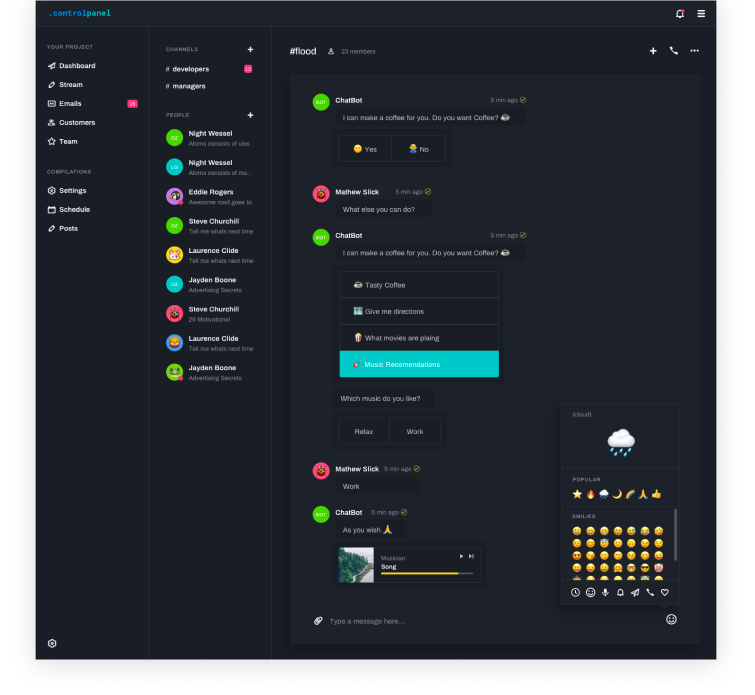 .controlpanel
YOUR PROJECT
Dashboard
Stream
Emails
Customers
Team
COMPILATIONS
Settings
Schedule
Posts
CHANNELS +
# developers
# managers
PEOPLE +
OZ Night Wessel
Atoms consists of ules
LG Night Wessel
Atoms consists of mo..
Eddie Rogers
Awesome road goes to
OZ Steve Churchill
Tell me whats next time
Laurence Clide
Tell me whats next time
OZ Jayden Boone
Advertising Secrets
Steve Churchill
29 Motivational
Laurence Clide
Tell me whats next time
Jayden Boone
Advertising Secrets
#flood 23 members
BOT ChatBot 5 min ago
I can make a coffee for you. Do you want Coffee? ☕
😀 Yes No
Mathew Slick 5 min ago
What else you can do?
BOT ChatBot 5 min ago
I can make a coffee for you. Do you want Coffee? ☕
☕ Tasty Coffee
Give me directions
🍿 What movies are plaing
🎸 Music Recomendations
Which music do you like?
Relax Work
Mathew Slick 5 min ago
Work
BOT ChatBot 5 min ago
As you wish 🙏
Musician
Song
Type a message here...
(cloud)
POPULAR
SMILIES